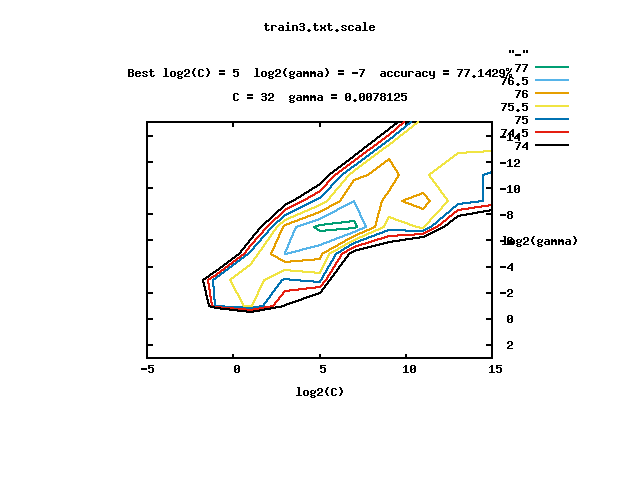 train3.txt.scale
"-"
Best log2(C) = 5  log2(gamma) = -7  accuracy = 77.1429%
77
76.5
C = 32  gamma = 0.0078125
76
75.5
75
74.5
74
-14
-12
-10
-8
-6
log2(gamma)
-4
-2
0
2
-5 0 5 10 15
log2(C)